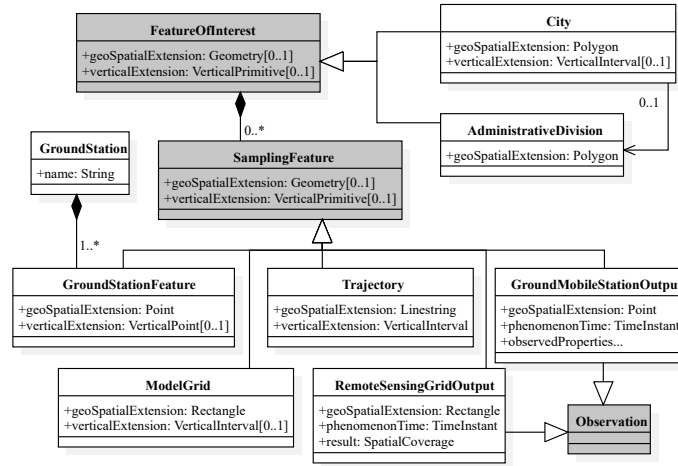 FeatureOfInterest
+geoSpatialExtension: Geometry[0..1]
+verticalExtension: VerticalPrimitive[0..1]
City
+geoSpatialExtension: Polygon
+verticalExtension: VerticalInterval[0..1]
0..1
0..*
AdministrativeDivision
+geoSpatialExtension: Polygon
GroundStation
+name: String
SamplingFeature
+geoSpatialExtension: Geometry[0..1]
+verticalExtension: VerticalPrimitive[0..1]
1..*
GroundStationFeature
+geoSpatialExtension: Point
+verticalExtension: VerticalPoint[0..1]
Trajectory
+geoSpatialExtension: Linestring
+verticalExtension: VerticalInterval
GroundMobileStationOutput
+geoSpatialExtension: Point
+phenomenonTime: TimeInstant
+observedProperties...
ModelGrid
+geoSpatialExtension: Rectangle
+verticalExtension: VerticalInterval[0..1]
RemoteSensingGridOutput
+geoSpatialExtension: Rectangle
+phenomenonTime: TimeInstant
+result: SpatialCoverage
Observation